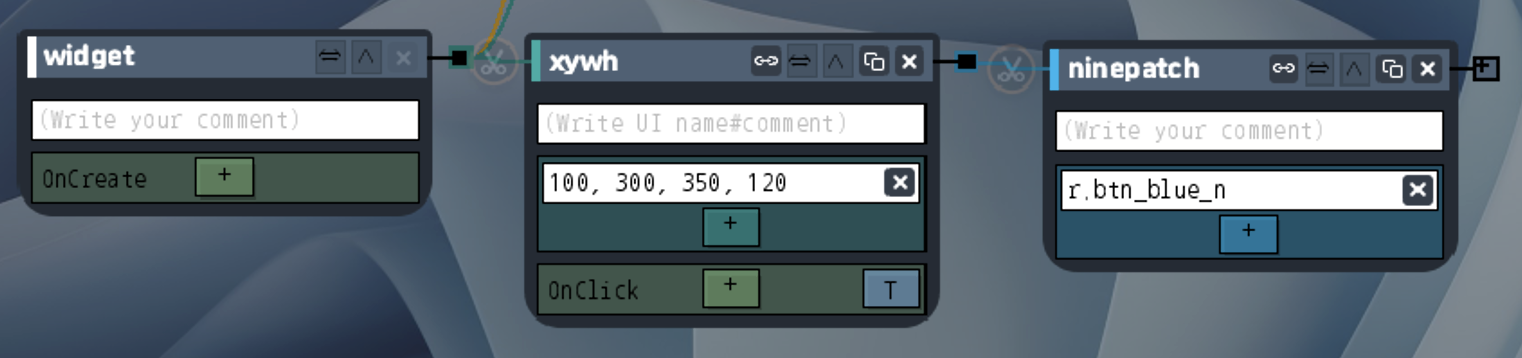 widget
(Write your comment)
OnCreate +
xywh
(Write UI name#comment)
100, 300, 350, 120
+
OnClick + T
ninepatch
(Write your comment)
r.btn_blue_n
+